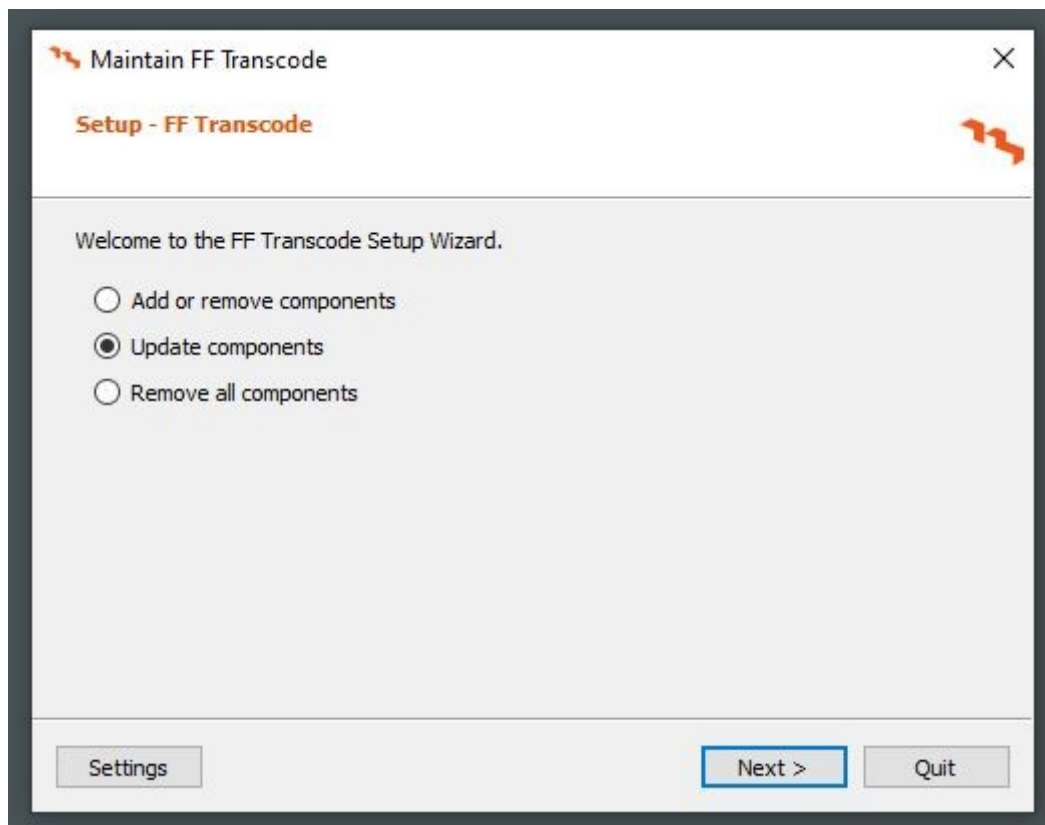 Maintain FF Transcode
Setup - FF Transcode
Welcome to the FF Transcode Setup Wizard.
Add or remove components
Update components
Remove all components
Settings
Next >
Quit